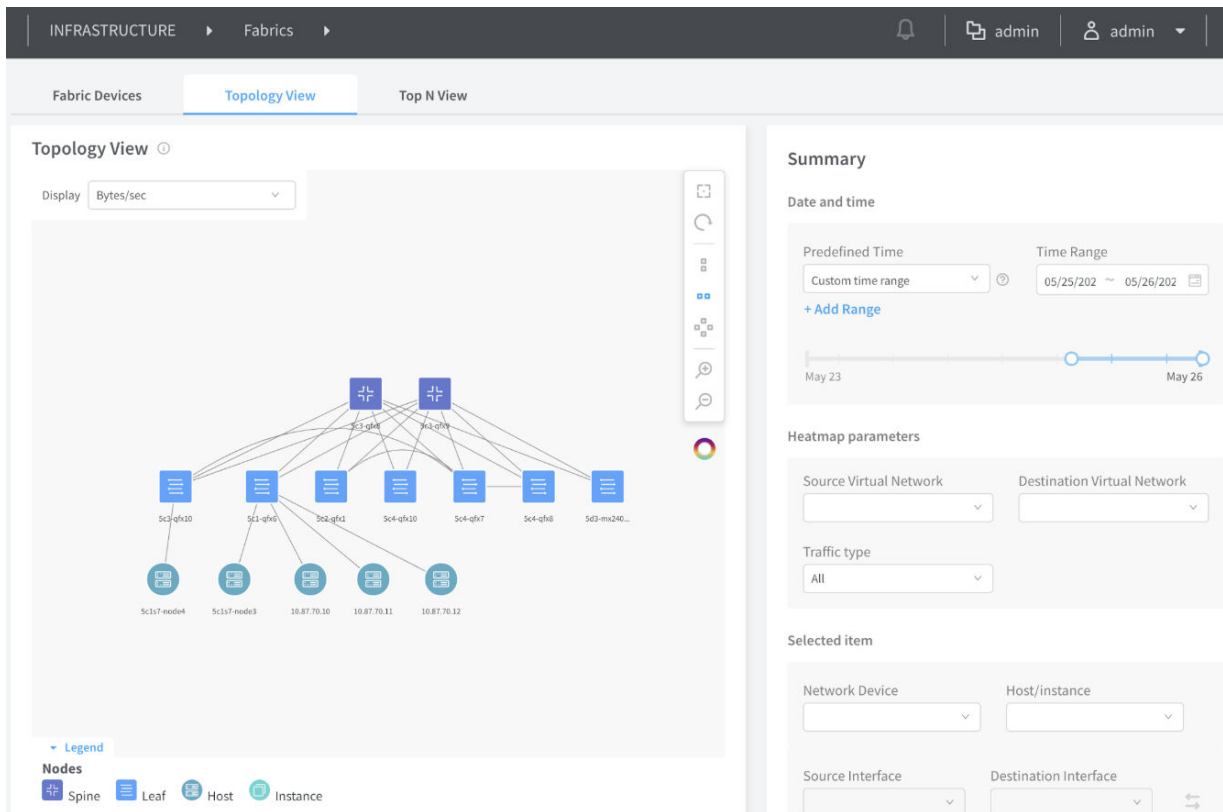 INFRASTRUCTURE Fabrics admin admin
Fabric Devices Topology View Top N View
Topology View
Display Bytes/sec
5c3-qfx8 5c3-qfx9
5c3-qfx10 5c1-qfx6 5c2-qfx1 5c4-qfx10 5c4-qfx7 5c4-qfx8 5d3-mx240...
5c1s7-node4 5c1s7-node3 10.87.70.10 10.87.70.11 10.87.70.12
Legend
Nodes
Spine Leaf Host Instance
Summary
Date and time
Predefined Time Time Range
Custom time range 05/25/202 ~ 05/26/202
+ Add Range
May 23 May 26
Heatmap parameters
Source Virtual Network Destination Virtual Network
Traffic type
All
Selected item
Network Device Host/instance
Source Interface Destination Interface